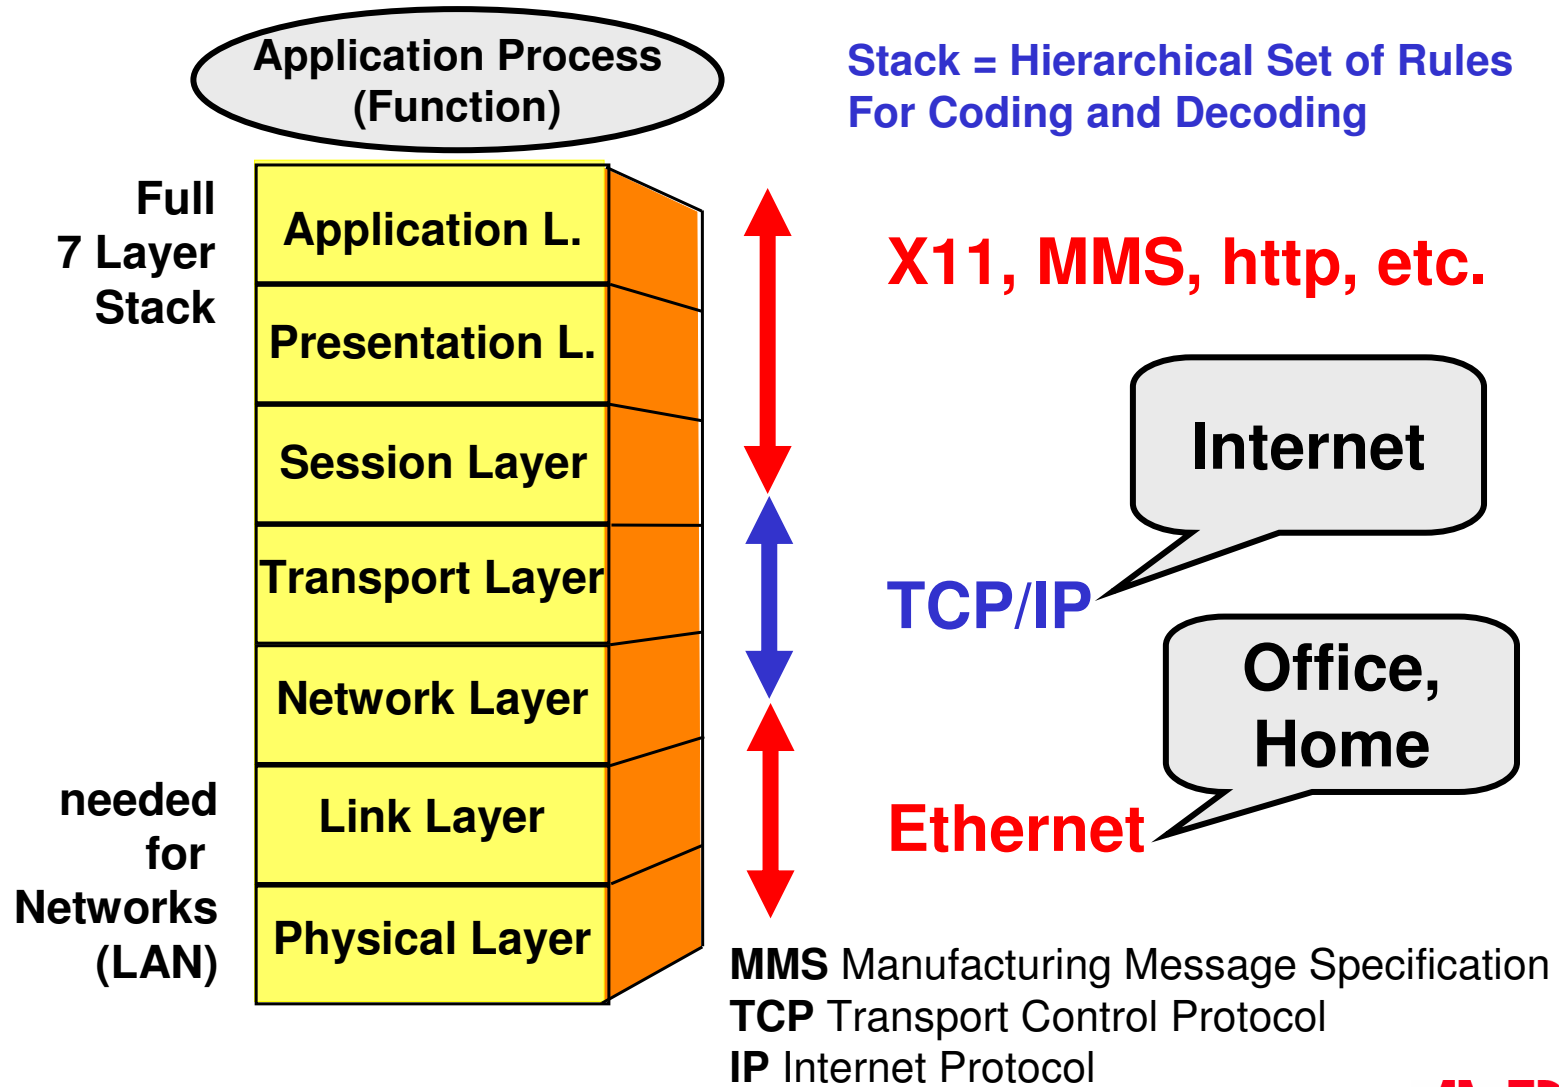 Application Process
(Function)
Stack = Hierarchical Set of Rules
For Coding and Decoding
Full
7 Layer
Stack
Application L.
Presentation L.
Session Layer
Transport Layer
Network Layer
Link Layer
Physical Layer
needed
for
Networks
(LAN)
X11, MMS, http, etc.
Internet
TCP/IP
Office,
Home
Ethernet
MMS Manufacturing Message Specification
TCP Transport Control Protocol
IP Internet Protocol